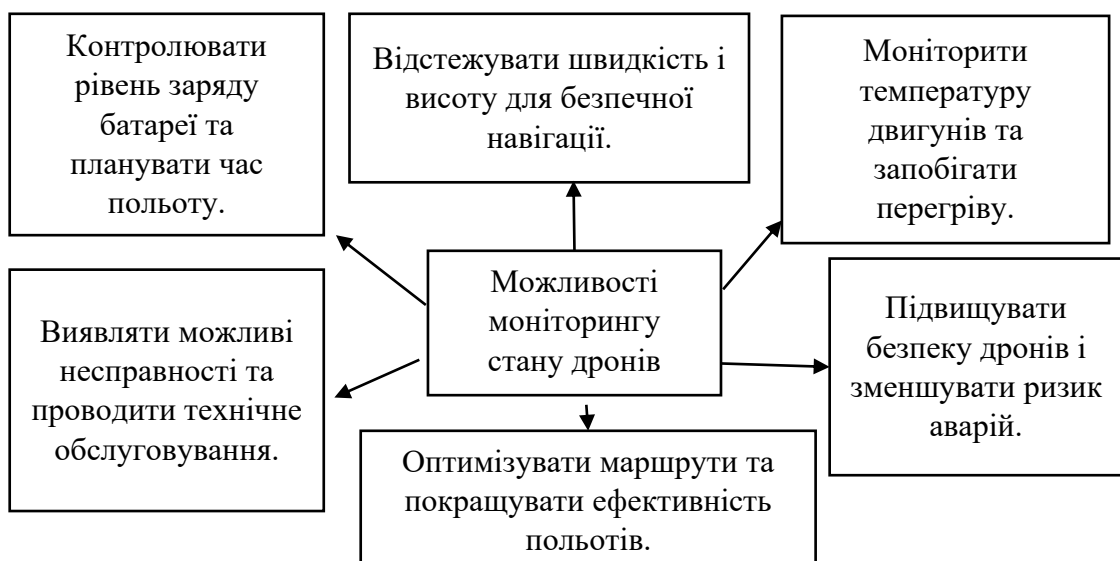 Контролювати
рівень заряду
батареї та
планувати час
польоту.
Відстежувати швидкість і
висоту для безпечної
навігації.
Моніторити
температуру
двигунів та
запобігати
перегріву.
Виявляти можливі
несправності та
проводити технічне
обслуговування.
Можливості
моніторингу
стану дронів
Підвищувати
безпеку дронів і
зменшувати ризик
аварій.
Оптимізувати маршрути та
покращувати ефективність
польотів.